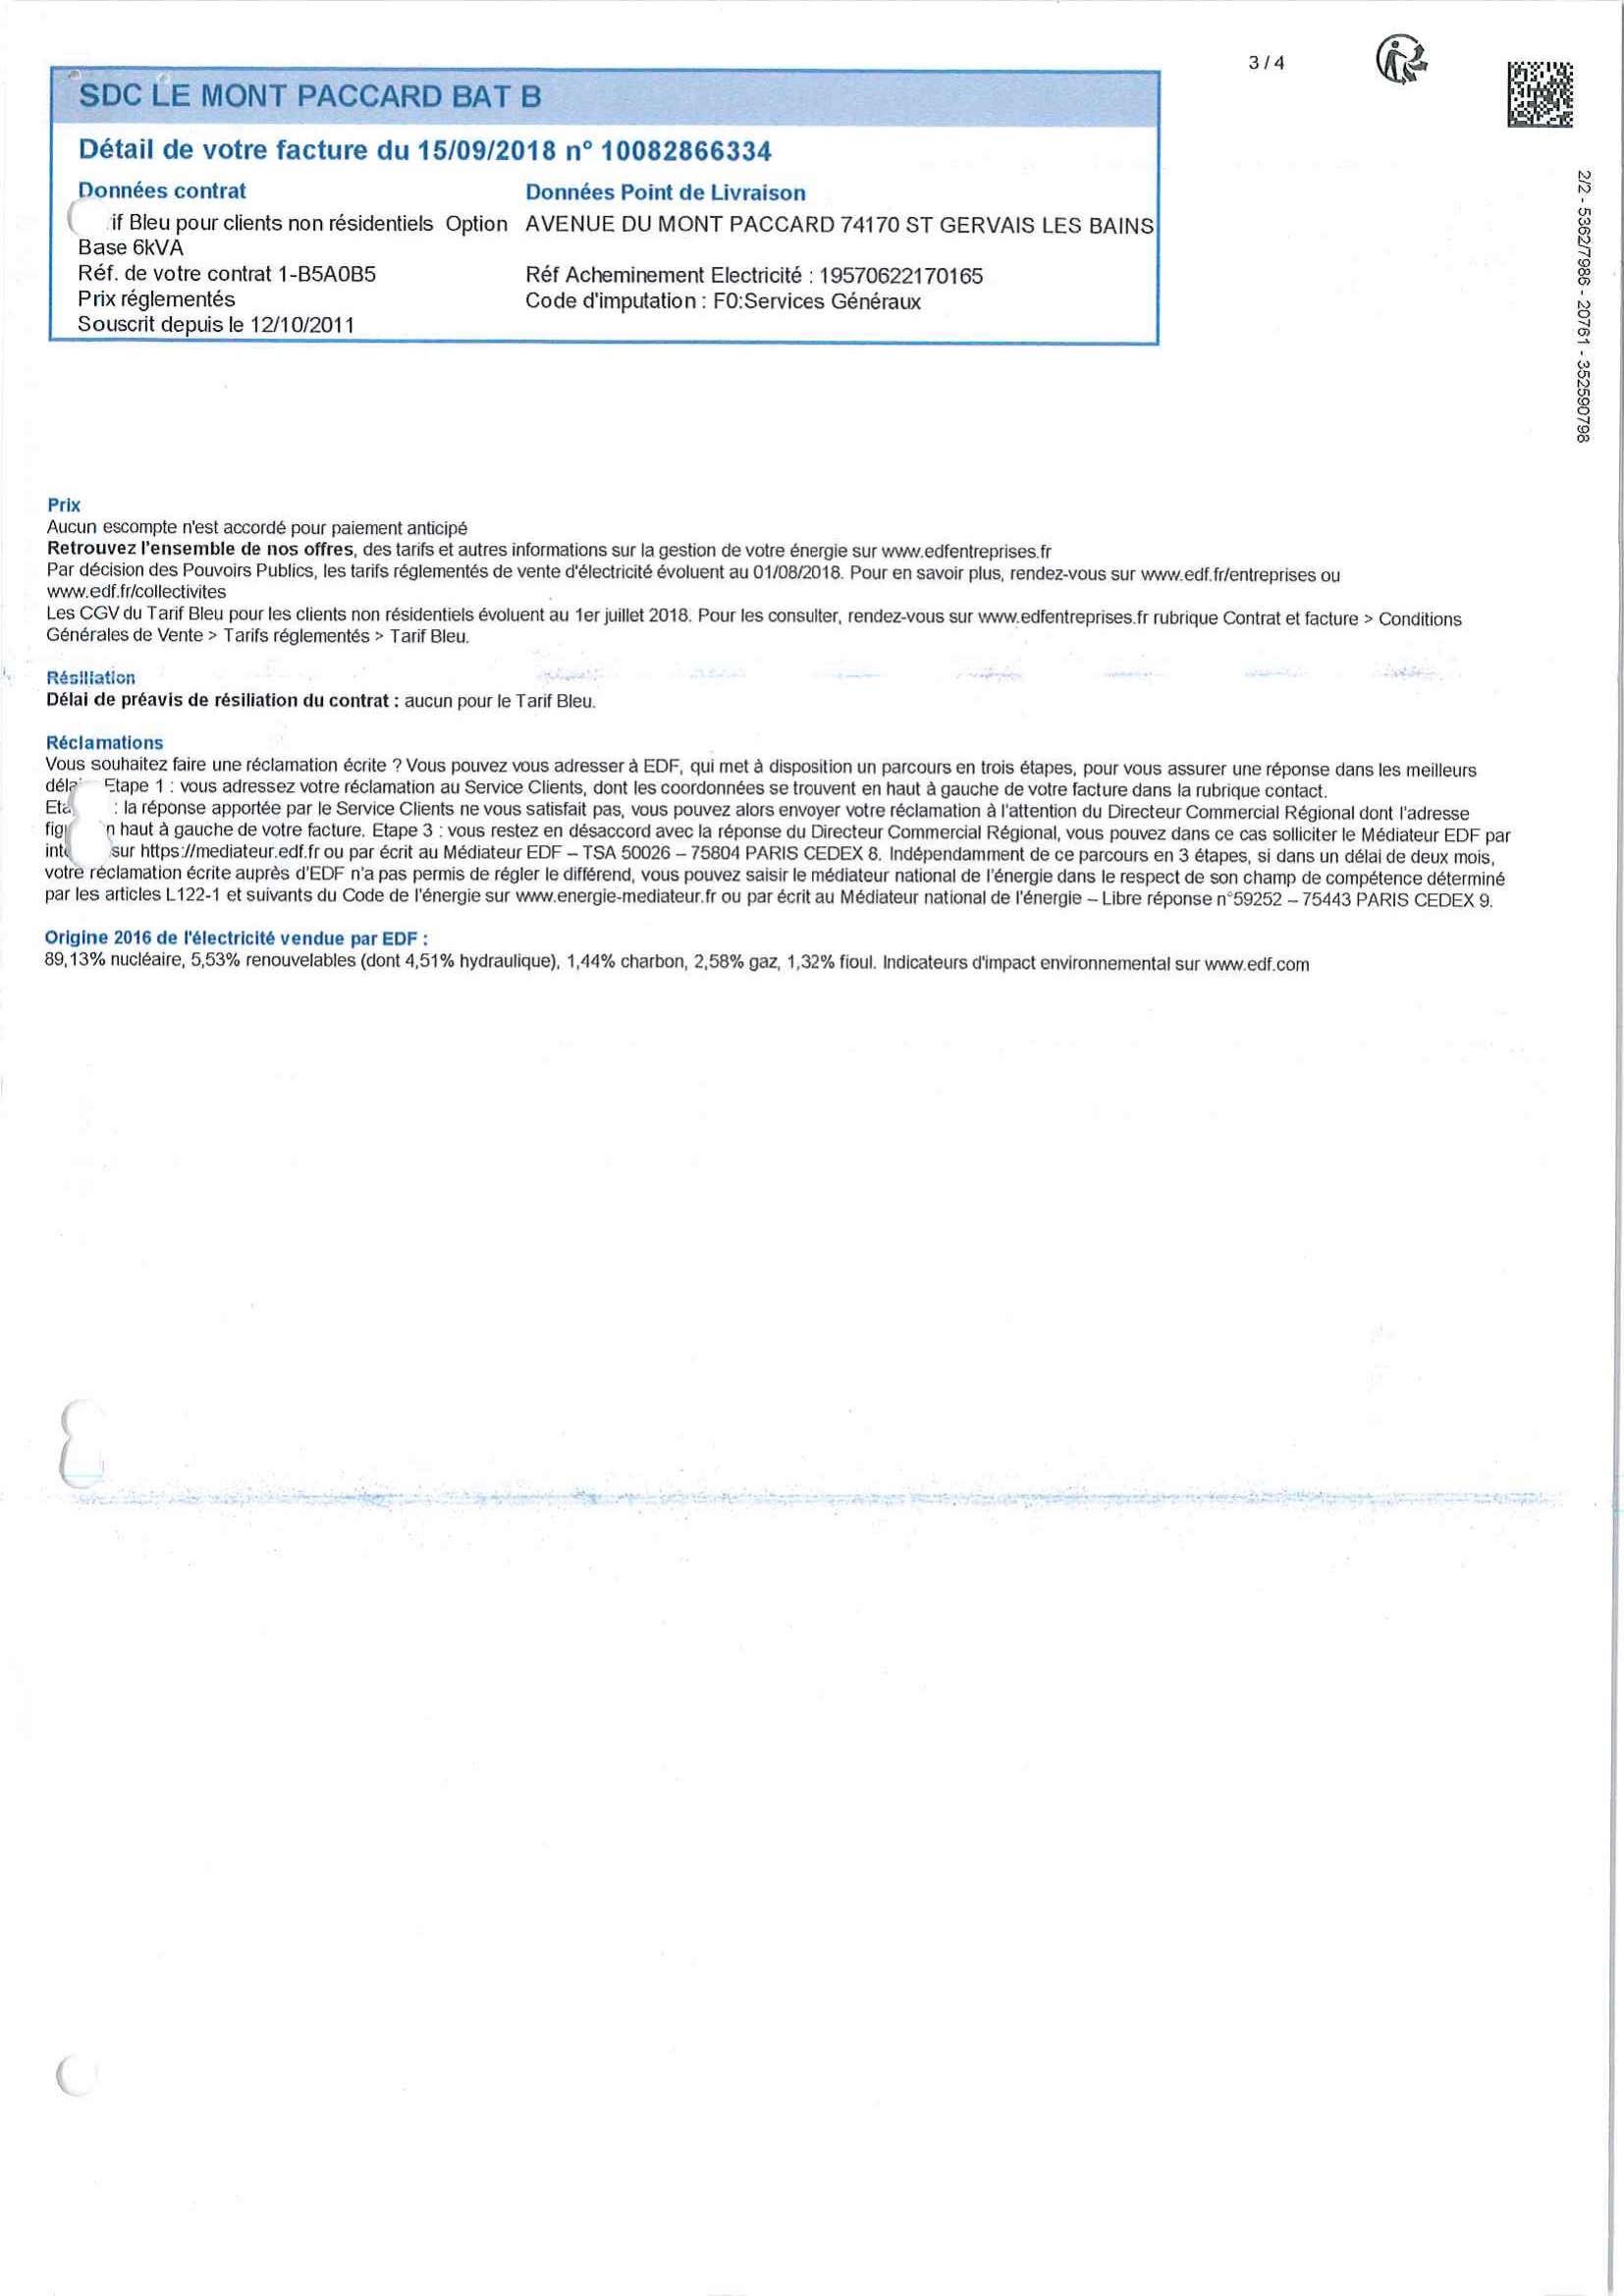 3 / 4
SDC LE MONT PACCARD BAT B
Détail de votre facture du 15/09/2018 n° 10082866334
Données contrat
if Bleu pour clients non résidentiels Option
Base 6kVA
Réf. de votre contrat 1-B5A0B5
Prix réglementés
Souscrit depuis le 12/10/2011
Données Point de Livraison
AVENUE DU MONT PACCARD 74170 ST GERVAIS LES BAINS
Réf Acheminement Electricité : 19570622170165
Code d'imputation : F0:Services Généraux
2/2 - 5362/7986 - 20761 - 352590798
Prix
Aucun escompte n'est accordé pour paiement anticipé
Retrouvez l'ensemble de nos offres, des tarifs et autres informations sur la gestion de votre énergie sur www.edfentreprises.fr
Par décision des Pouvoirs Publics, les tarifs réglementés de vente d'électricité évoluent au 01/08/2018. Pour en savoir plus, rendez-vous sur www.edf.fr/entreprises ou
www.edf.fr/collectivites
Les CGV du Tarif Bleu pour les clients non résidentiels évoluent au 1er juillet 2018. Pour les consulter, rendez-vous sur www.edfentreprises.fr rubrique Contrat et facture > Conditions
Générales de Vente > Tarifs réglementés > Tarif Bleu.
Résiliation
Délai de préavis de résiliation du contrat : aucun pour le Tarif Bleu.
Réclamations
Vous souhaitez faire une réclamation écrite ? Vous pouvez vous adresser à EDF, qui met à disposition un parcours en trois étapes, pour vous assurer une réponse dans les meilleurs
déla Etape 1 : vous adressez votre réclamation au Service Clients, dont les coordonnées se trouvent en haut à gauche de votre facture dans la rubrique contact.
Eta : la réponse apportée par le Service Clients ne vous satisfait pas, vous pouvez alors envoyer votre réclamation à l'attention du Directeur Commercial Régional dont l'adresse
fig n haut à gauche de votre facture. Etape 3 : vous restez en désaccord avec la réponse du Directeur Commercial Régional, vous pouvez dans ce cas solliciter le Médiateur EDF par
int sur https://mediateur.edf.fr ou par écrit au Médiateur EDF – TSA 50026 – 75804 PARIS CEDEX 8. Indépendamment de ce parcours en 3 étapes, si dans un délai de deux mois,
votre réclamation écrite auprès d'EDF n'a pas permis de régler le différend, vous pouvez saisir le médiateur national de l'énergie dans le respect de son champ de compétence déterminé
par les articles L122-1 et suivants du Code de l'énergie sur www.energie-mediateur.fr ou par écrit au Médiateur national de l'énergie – Libre réponse n°59252 – 75443 PARIS CEDEX 9.
Origine 2016 de l'électricité vendue par EDF :
89,13% nucléaire, 5,53% renouvelables (dont 4,51% hydraulique), 1,44% charbon, 2,58% gaz, 1,32% fioul. Indicateurs d'impact environnemental sur www.edf.com